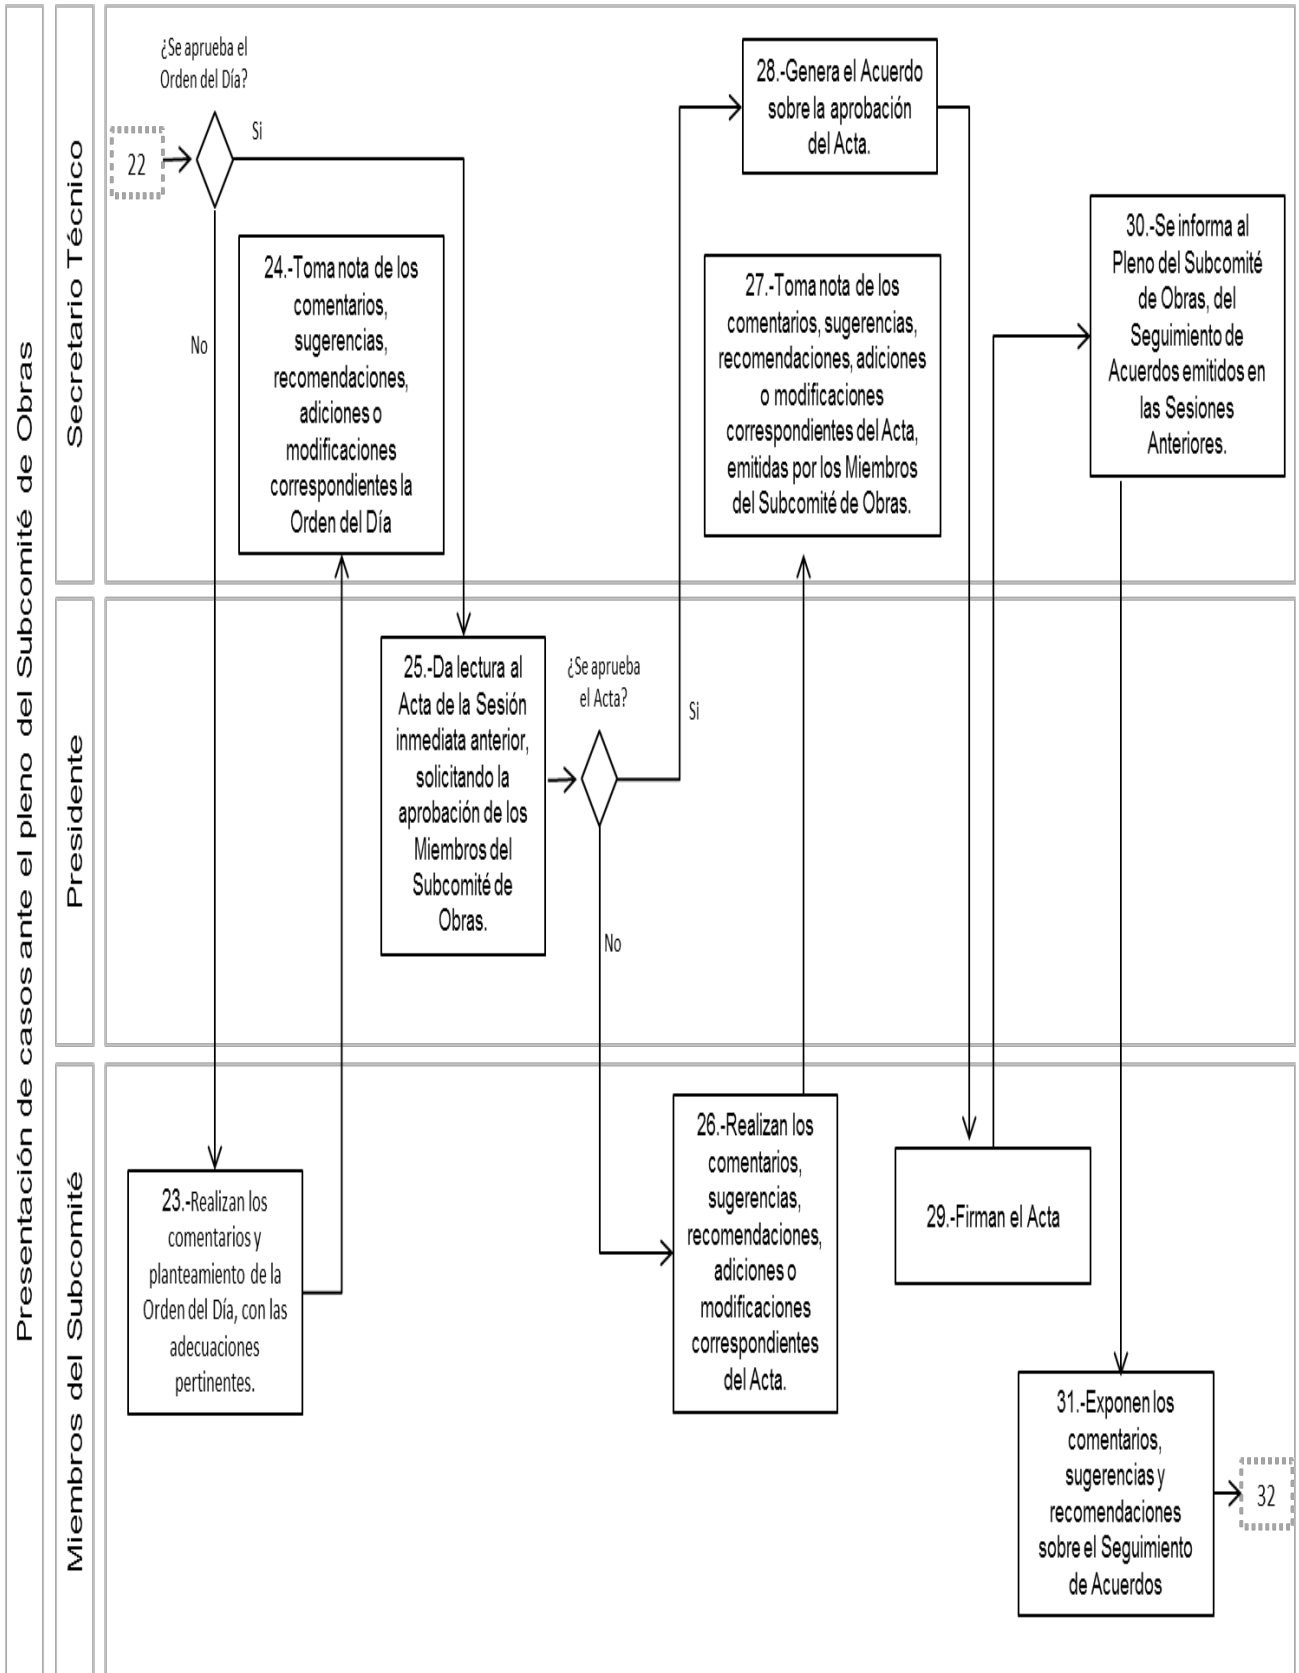 Presentación de casos ante el pleno del Subcomité de Obras
Secretario Técnico
¿Se aprueba el
Orden del Día?
22
Si
No
24.-Toma nota de los
comentarios,
sugerencias,
recomendaciones,
adiciones o
modificaciones
correspondientes la
Orden del Día
28.-Genera el Acuerdo
sobre la aprobación
del Acta.
27.-Toma nota de los
comentarios, sugerencias,
recomendaciones, adiciones
o modificaciones
correspondientes del Acta,
emitidas por los Miembros
del Subcomité de Obras.
30.-Se informa al
Pleno del Subcomité
de Obras, del
Seguimiento de
Acuerdos emitidos en
las Sesiones
Anteriores.
Presidente
25.-Da lectura al
Acta de la Sesión
inmediata anterior,
solicitando la
aprobación de los
Miembros del
Subcomité de
Obras.
¿Se aprueba
el Acta?
Si
No
Miembros del Subcomité
23.-Realizan los
comentarios y
planteamiento de la
Orden del Día, con las
adecuaciones
pertinentes.
26.-Realizan los
comentarios,
sugerencias,
recomendaciones,
adiciones o
modificaciones
correspondientes
del Acta.
29.-Firman el Acta
31.-Exponen los
comentarios,
sugerencias y
recomendaciones
sobre el Seguimiento
de Acuerdos
32